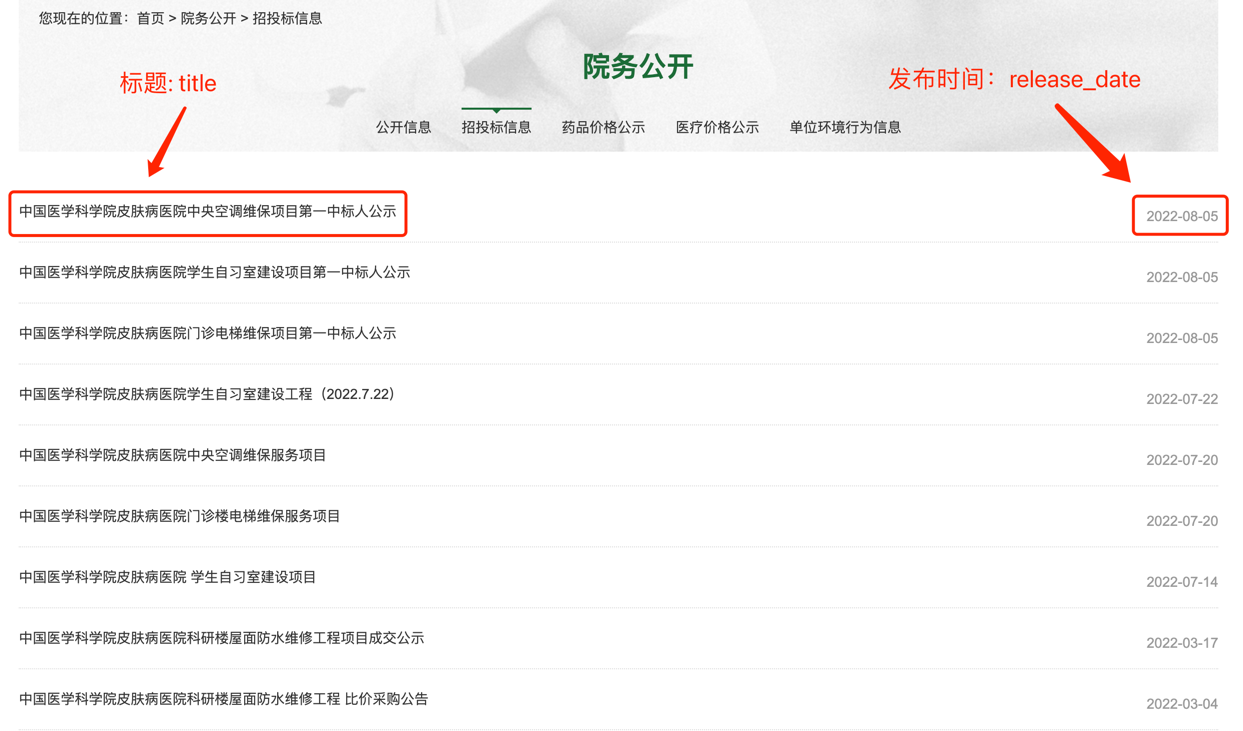 您现在的位置：首页 > 院务公开 > 招投标信息
院务公开
标题: title
发布时间：release_date
公开信息 招投标信息 药品价格公示 医疗价格公示 单位环境行为信息
中国医学科学院皮肤病医院中央空调维保项目第一中标人公示 2022-08-05
中国医学科学院皮肤病医院学生自习室建设项目第一中标人公示 2022-08-05
中国医学科学院皮肤病医院门诊电梯维保项目第一中标人公示 2022-08-05
中国医学科学院皮肤病医院学生自习室建设工程（2022.7.22） 2022-07-22
中国医学科学院皮肤病医院中央空调维保服务项目 2022-07-20
中国医学科学院皮肤病医院门诊楼电梯维保服务项目 2022-07-20
中国医学科学院皮肤病医院 学生自习室建设项目 2022-07-14
中国医学科学院皮肤病医院科研楼屋面防水维修工程项目成交公示 2022-03-17
中国医学科学院皮肤病医院科研楼屋面防水维修工程 比价采购公告 2022-03-04